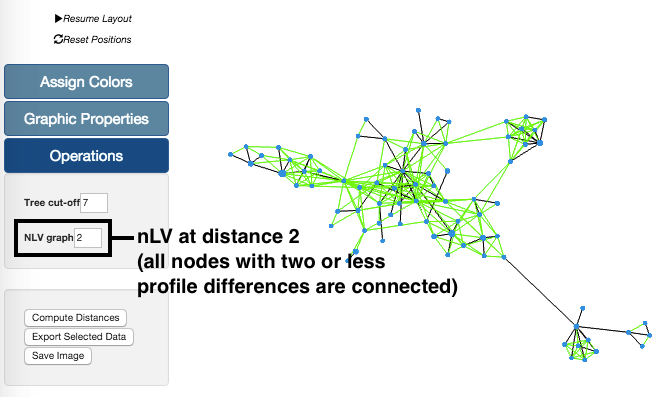 Resume Layout
Reset Positions
Assign Colors
Graphic Properties
Operations
Tree cut-off 7
NLV graph 2
nLV at distance 2
(all nodes with two or less
profile differences are connected)
Compute Distances
Export Selected Data
Save Image